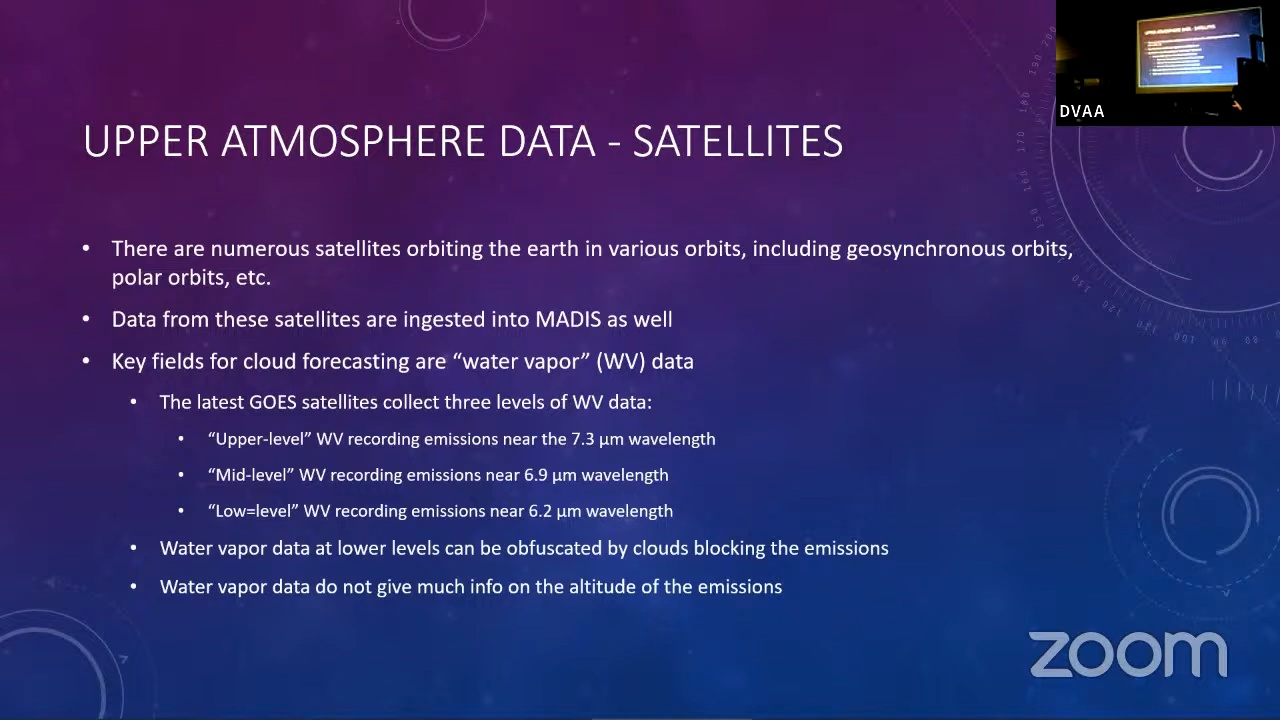 DVAA
UPPER ATMOSPHERE DATA - SATELLITES
• There are numerous satellites orbiting the earth in various orbits, including geosynchronous orbits,
polar orbits, etc.
• Data from these satellites are ingested into MADIS as well
• Key fields for cloud forecasting are “water vapor” (WV) data
• The latest GOES satellites collect three levels of WV data:
• “Upper-level” WV recording emissions near the 7.3 µm wavelength
• “Mid-level” WV recording emissions near 6.9 µm wavelength
• “Low=level” WV recording emissions near 6.2 µm wavelength
• Water vapor data at lower levels can be obfuscated by clouds blocking the emissions
• Water vapor data do not give much info on the altitude of the emissions
zoom